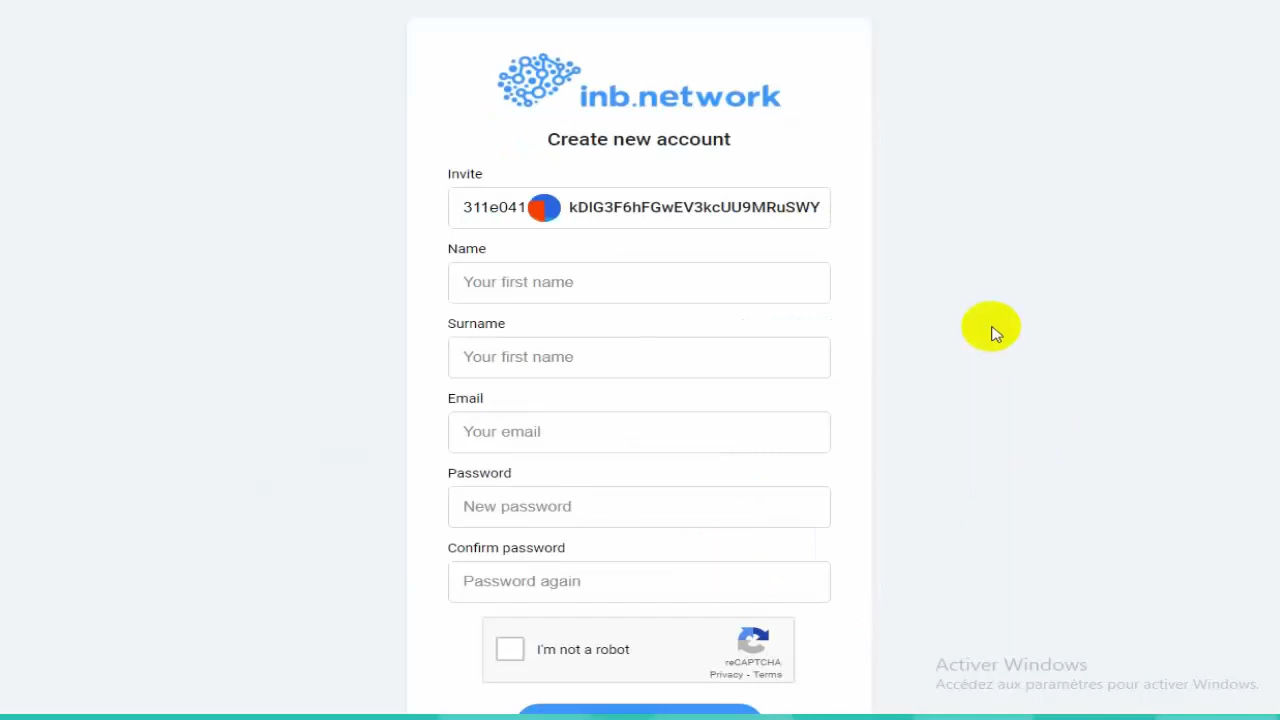 inb.network
Create new account
Invite
311e041 kDIG3F6hFGwEV3kcUU9MRuSWY
Name
Your first name
Surname
Your first name
Email
Your email
Password
New password
Confirm password
Password again
I'm not a robot
reCAPTCHA
Privacy - Terms
Activer Windows
Accédez aux paramètres pour activer Windows.